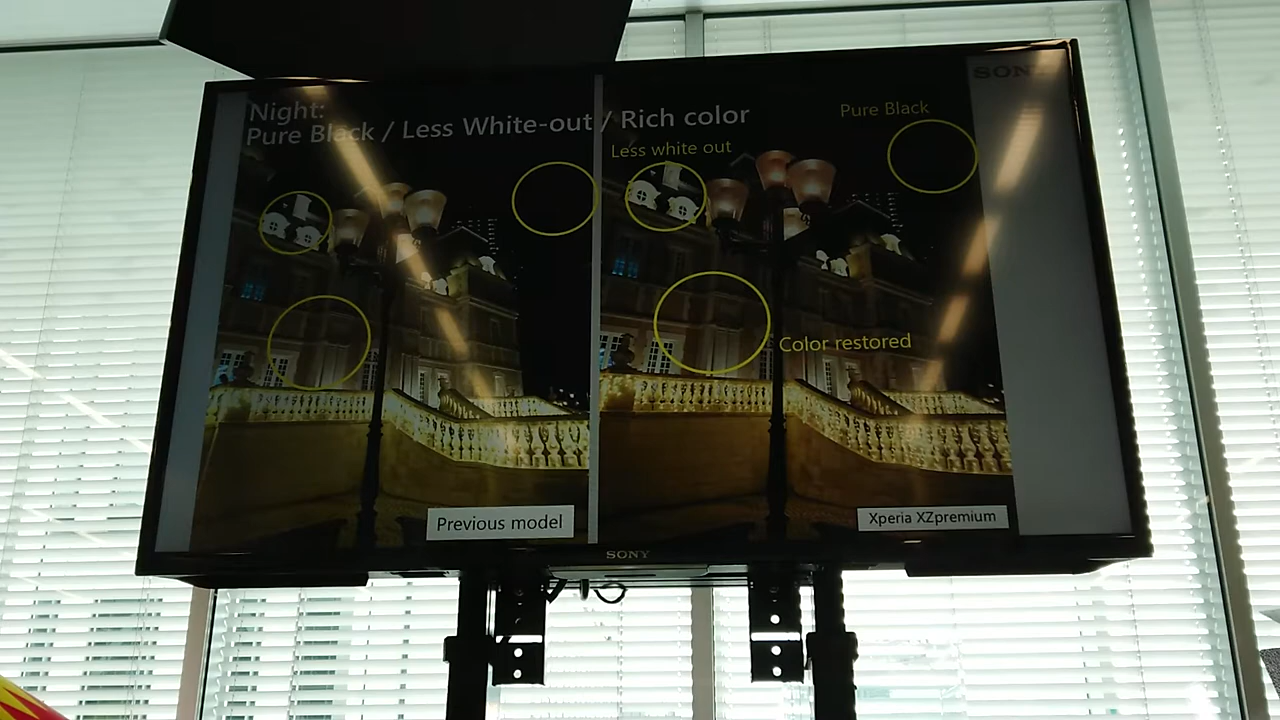 SONY
Night:
Pure Black / Less White-out / Rich color
Pure Black
Less white out
Color restored
Previous model
Xperia XZpremium
SONY